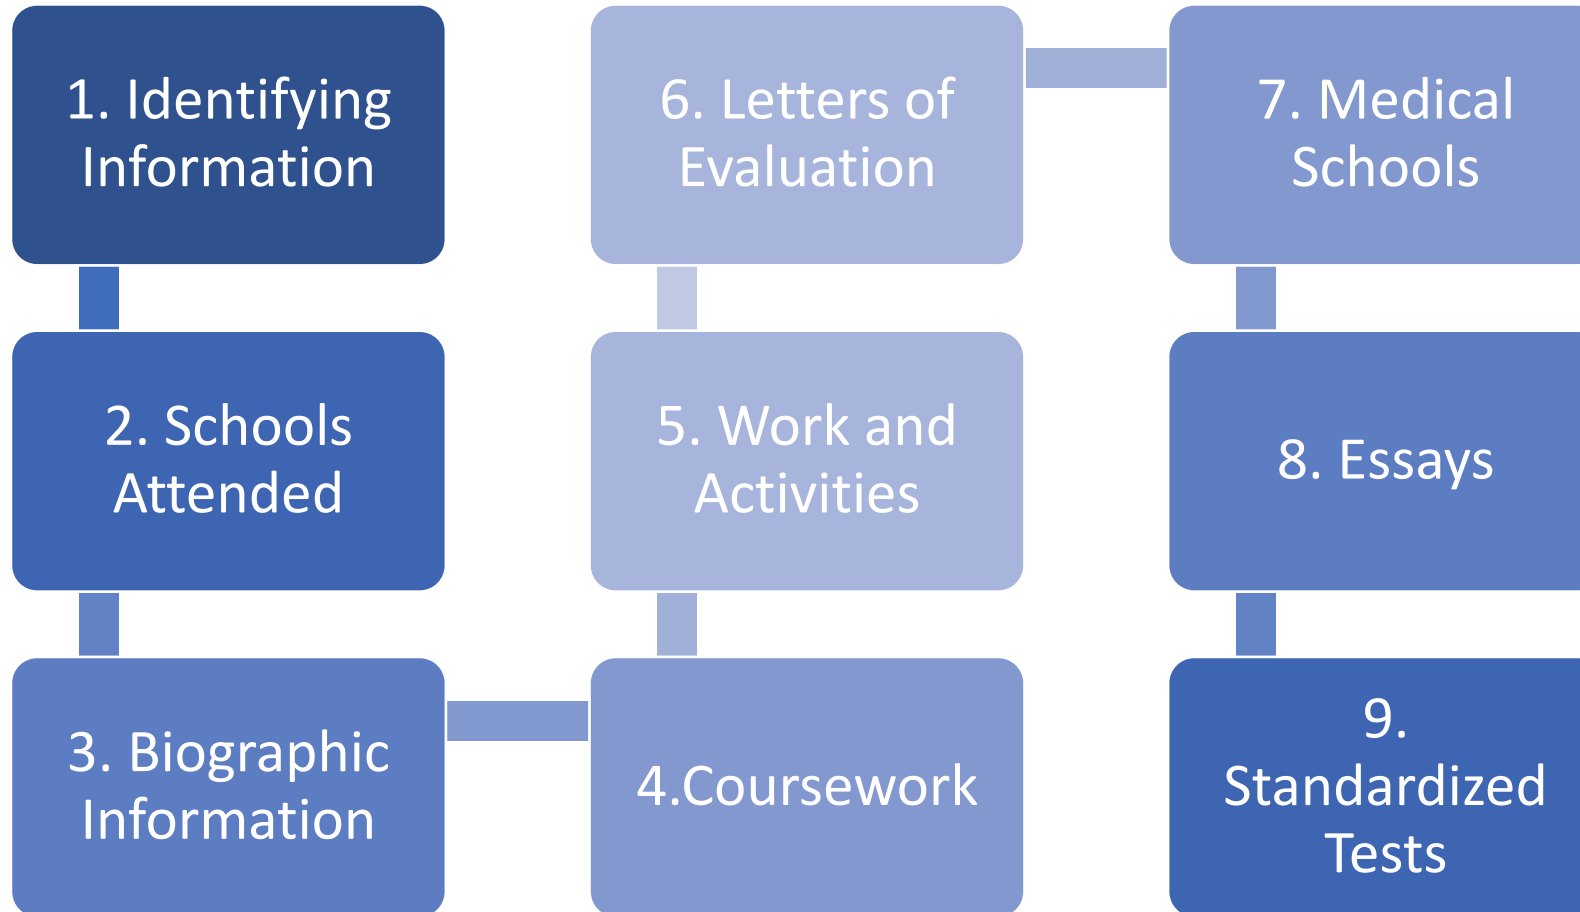 1. Identifying
Information
2. Schools
Attended
3. Biographic
Information
4.Coursework
5. Work and
Activities
6. Letters of
Evaluation
7. Medical
Schools
8. Essays
9.
Standardized
Tests